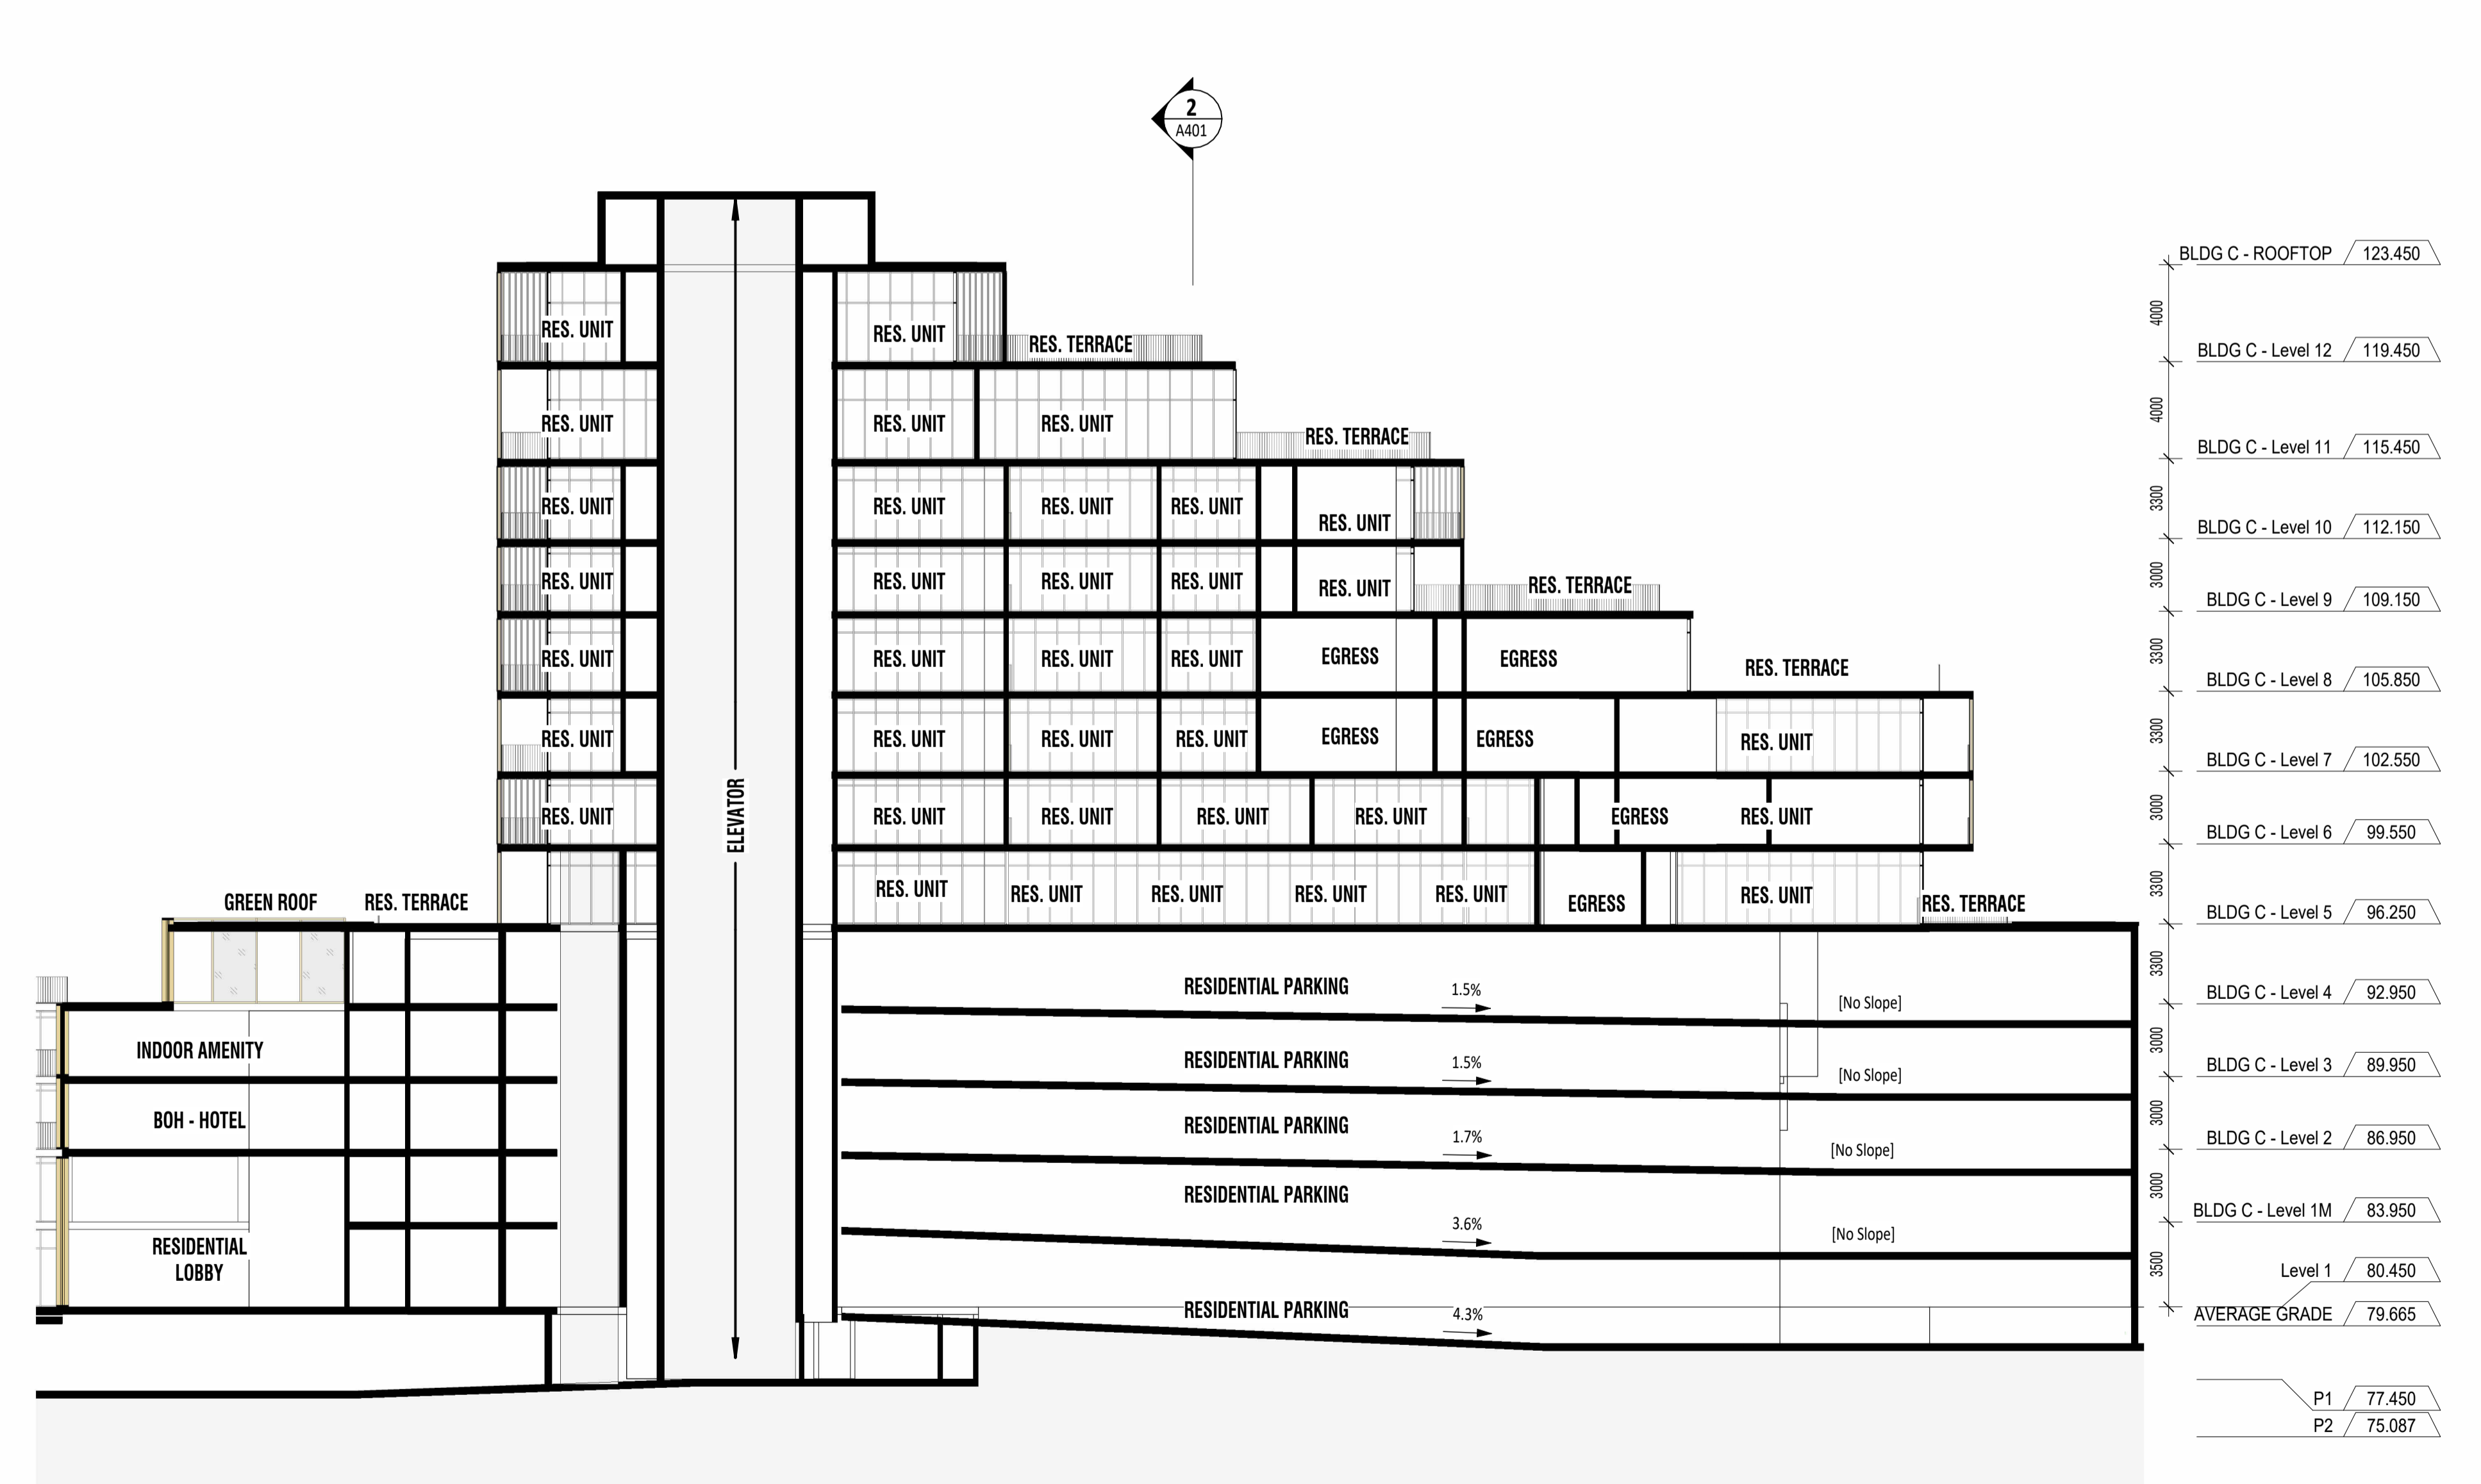 2
A401
BLDG C - ROOFTOP 123.450
4000
RES. UNIT RES. UNIT RES. TERRACE
BLDG C - Level 12 119.450
4000
RES. UNIT RES. UNIT RES. UNIT RES. TERRACE
BLDG C - Level 11 115.450
3300
RES. UNIT RES. UNIT RES. UNIT RES. UNIT RES. UNIT
BLDG C - Level 10 112.150
3000
RES. UNIT RES. UNIT RES. UNIT RES. UNIT RES. UNIT RES. TERRACE
BLDG C - Level 9 109.150
3300
RES. UNIT RES. UNIT RES. UNIT RES. UNIT EGRESS EGRESS RES. TERRACE
BLDG C - Level 8 105.850
3300
RES. UNIT RES. UNIT RES. UNIT RES. UNIT EGRESS EGRESS RES. UNIT
BLDG C - Level 7 102.550
3000
RES. UNIT ELEVATOR RES. UNIT RES. UNIT RES. UNIT RES. UNIT EGRESS RES. UNIT
BLDG C - Level 6 99.550
3300
GREEN ROOF RES. TERRACE RES. UNIT RES. UNIT RES. UNIT RES. UNIT RES. UNIT EGRESS RES. UNIT RES. TERRACE
BLDG C - Level 5 96.250
3300
RESIDENTIAL PARKING 1.5% [No Slope]
BLDG C - Level 4 92.950
3000
INDOOR AMENITY RESIDENTIAL PARKING 1.5% [No Slope]
BLDG C - Level 3 89.950
3000
BOH - HOTEL RESIDENTIAL PARKING 1.7% [No Slope]
BLDG C - Level 2 86.950
3000
RESIDENTIAL PARKING 3.6% [No Slope]
BLDG C - Level 1M 83.950
3500
RESIDENTIAL
LOBBY
Level 1 80.450
RESIDENTIAL PARKING 4.3%
AVERAGE GRADE 79.665
P1 77.450
P2 75.087